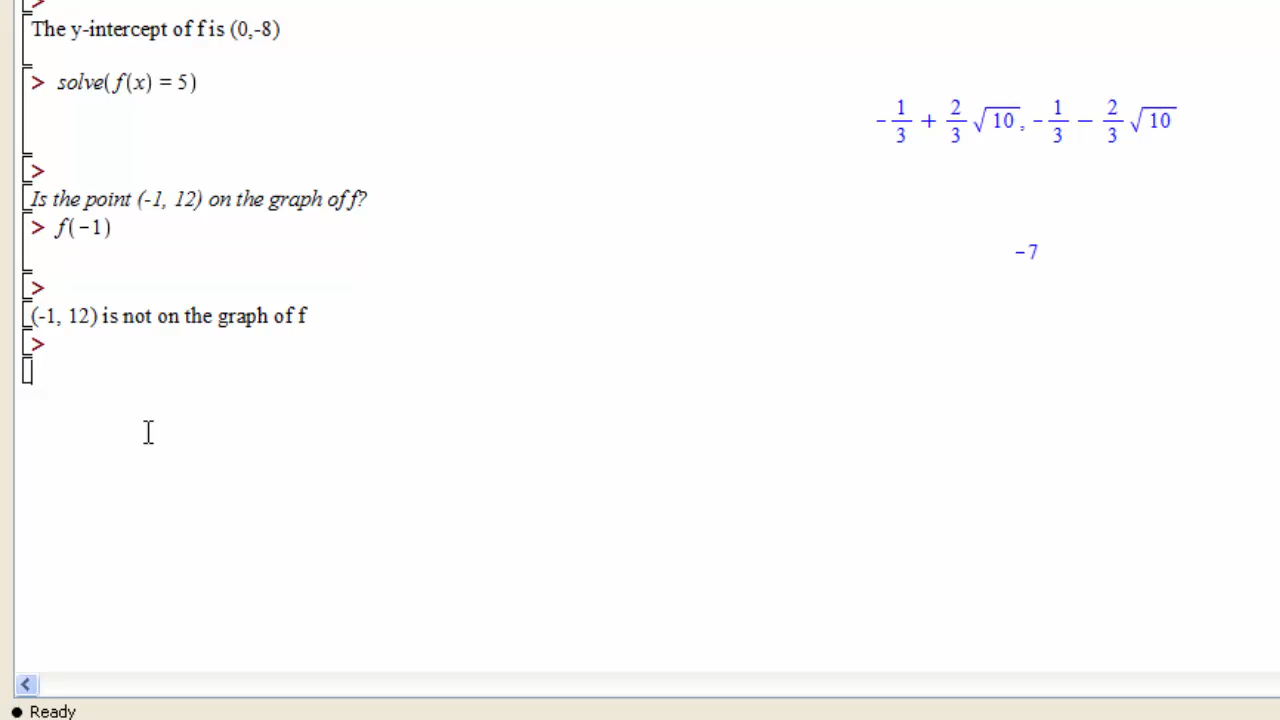 >
The y-intercept of f is (0,-8)
> solve(f(x) = 5)
-1/3 + 2/3 √10, -1/3 - 2/3 √10
>
Is the point (-1, 12) on the graph of f?
> f(-1)
-7
>
(-1, 12) is not on the graph of f
>
Ready